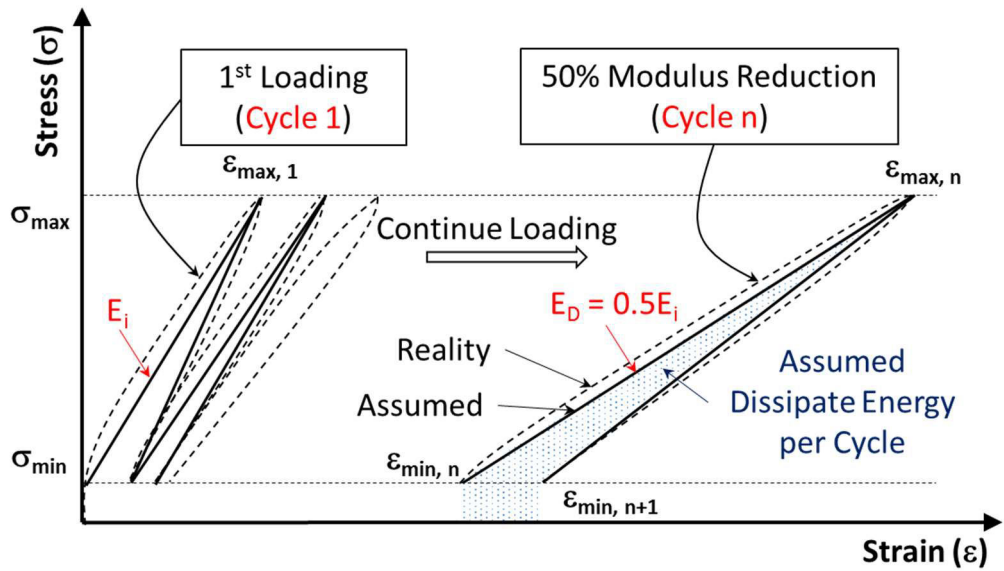 Stress (σ)
1st Loading
(Cycle 1)
50% Modulus Reduction
(Cycle n)
εmax, 1
εmax, n
σmax
Continue Loading
Ei
ED = 0.5Ei
Reality
Assumed
Assumed
Dissipate Energy
per Cycle
σmin
εmin, n
εmin, n+1
Strain (ε)